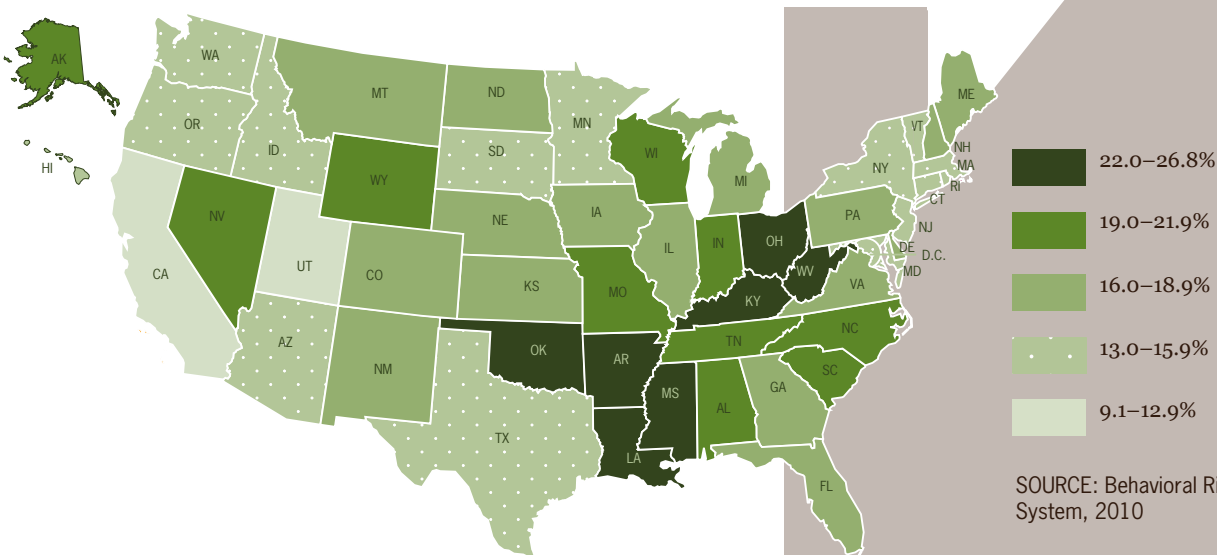 AK
WA
MT
ND
MN
ME
OR
ID
SD
WI
VT
NH
NY
MA
HI
WY
MI
RI
CT
NV
NE
IA
PA
NJ
CA
UT
CO
IL
IN
OH
DE
D.C.
KS
MO
WV
MD
KY
VA
AZ
NM
OK
AR
TN
NC
TX
MS
AL
GA
SC
LA
FL
22.0–26.8%
19.0–21.9%
16.0–18.9%
13.0–15.9%
9.1–12.9%
SOURCE: Behavioral Ri
System, 2010